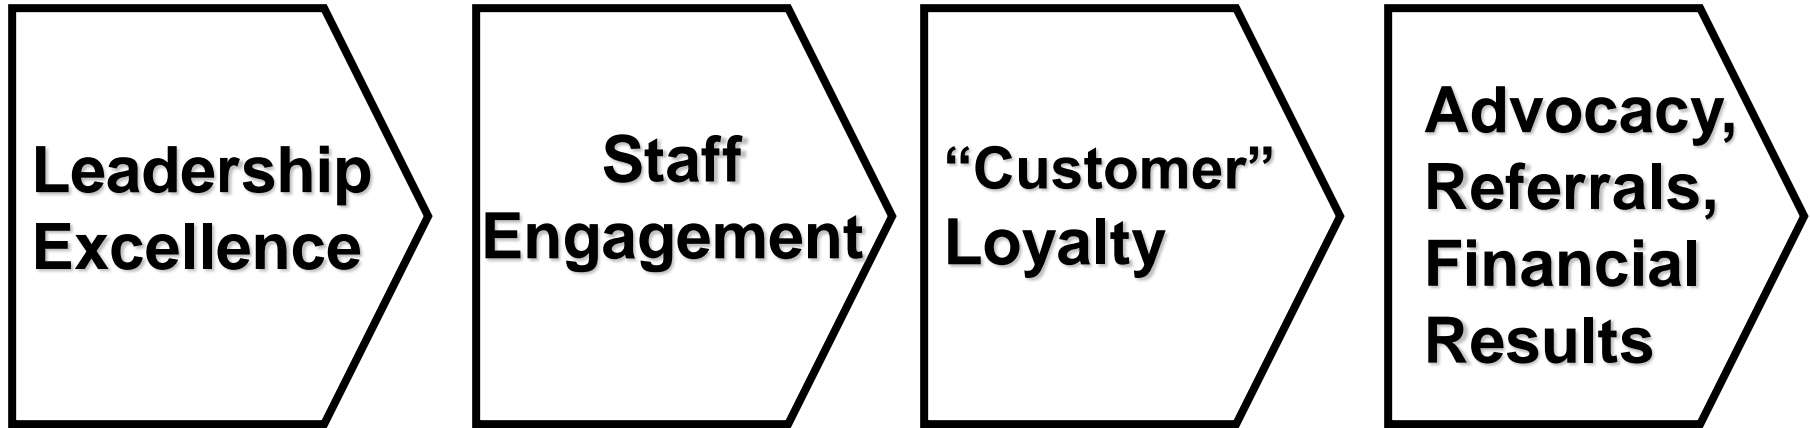 Leadership
Excellence
Staff
Engagement
“Customer”
Loyalty
Advocacy,
Referrals,
Financial
Results